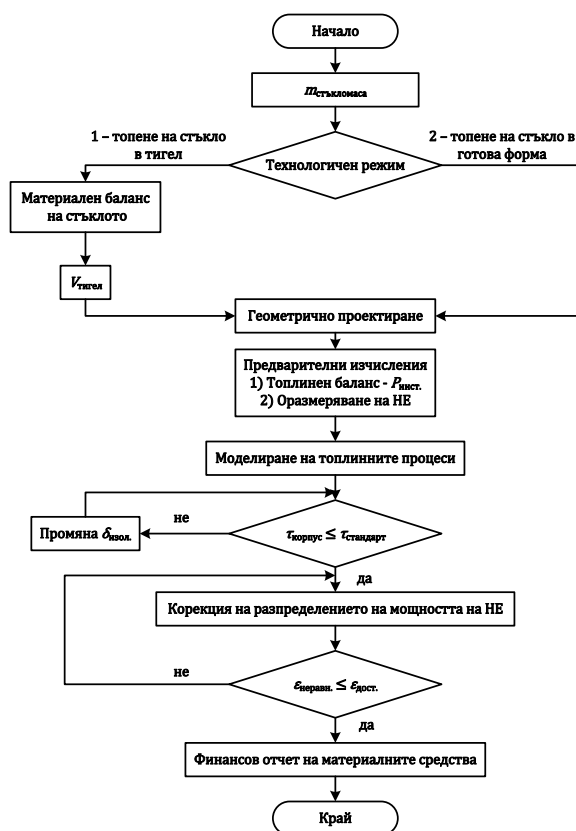 Начало
mстъкломаса
1 – топене на стъкло
в тигел
2 – топене на стъкло в
готова форма
Технологичен режим
Материален баланс
на стъклото
Vтигел
Геометрично проектиране
Предварителни изчисления
1) Топлинен баланс - Pинст.
2) Оразмеряване на НЕ
Моделиране на топлинните процеси
не
Промяна δизол.
τкорпус ≤ τстандарт
да
Корекция на разпределението на мощността на НЕ
не
εнеравн. ≤ εдост.
да
Финансов отчет на материалните средства
Край